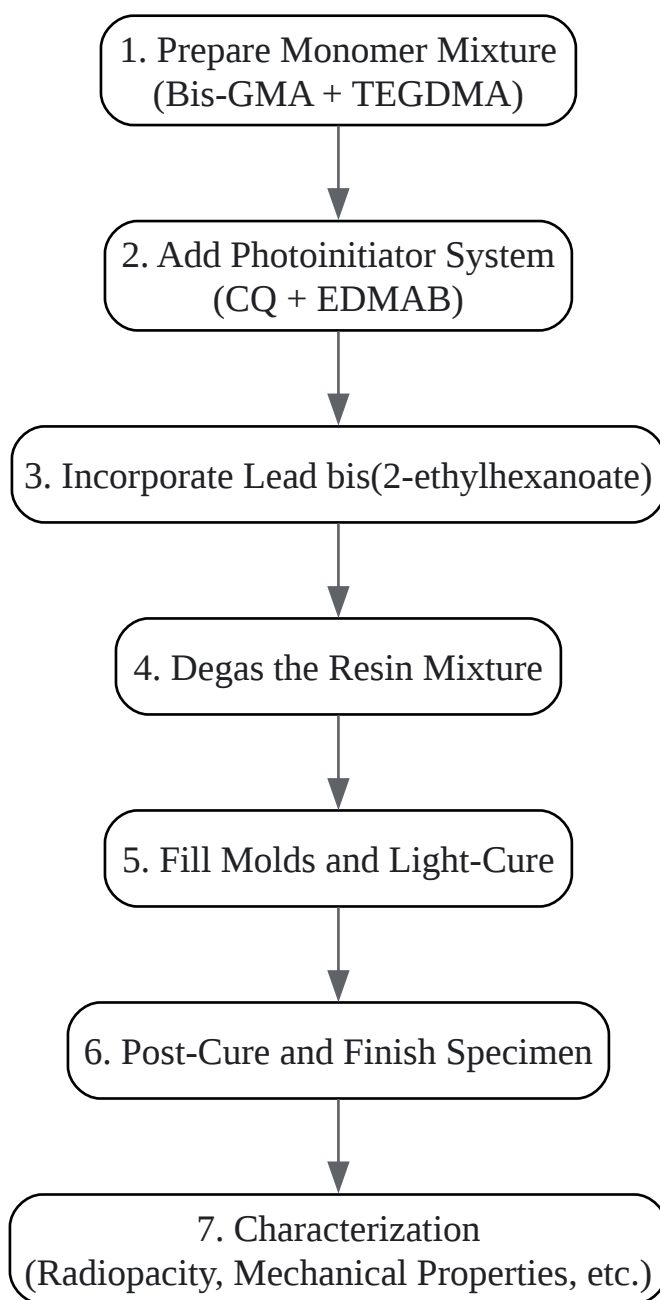 1. Prepare Monomer Mixture
(Bis-GMA + TEGDMA)
2. Add Photoinitiator System
(CQ + EDMAB)
3. Incorporate Lead bis(2-ethylhexanoate)
4. Degas the Resin Mixture
5. Fill Molds and Light-Cure
6. Post-Cure and Finish Specimen
7. Characterization
(Radiopacity, Mechanical Properties, etc.)